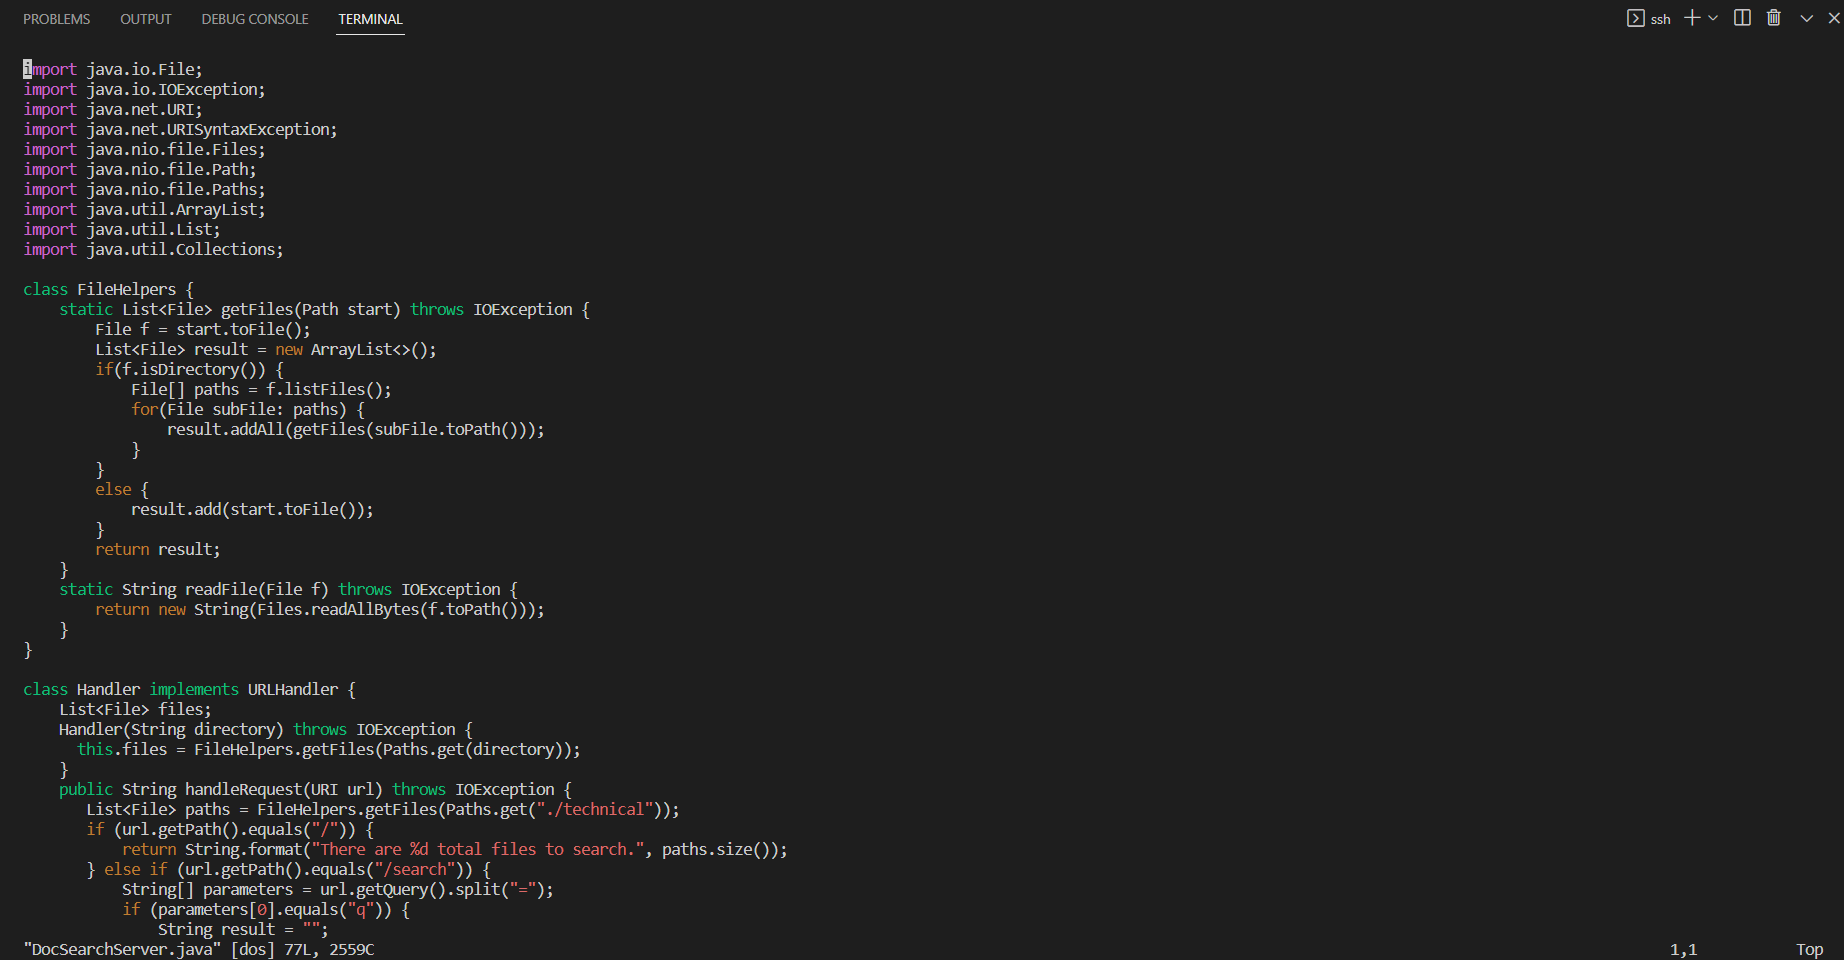 PROBLEMS OUTPUT DEBUG CONSOLE TERMINAL ssh
import java.io.File;
import java.io.IOException;
import java.net.URI;
import java.net.URISyntaxException;
import java.nio.file.Files;
import java.nio.file.Path;
import java.nio.file.Paths;
import java.util.ArrayList;
import java.util.List;
import java.util.Collections;

class FileHelpers {
    static List<File> getFiles(Path start) throws IOException {
        File f = start.toFile();
        List<File> result = new ArrayList<>();
        if(f.isDirectory()) {
            File[] paths = f.listFiles();
            for(File subFile: paths) {
                result.addAll(getFiles(subFile.toPath()));
            }
        }
        else {
            result.add(start.toFile());
        }
        return result;
    }
    static String readFile(File f) throws IOException {
        return new String(Files.readAllBytes(f.toPath()));
    }
}

class Handler implements URLHandler {
    List<File> files;
    Handler(String directory) throws IOException {
      this.files = FileHelpers.getFiles(Paths.get(directory));
    }
    public String handleRequest(URI url) throws IOException {
       List<File> paths = FileHelpers.getFiles(Paths.get("./technical"));
       if (url.getPath().equals("/")) {
           return String.format("There are %d total files to search.", paths.size());
       } else if (url.getPath().equals("/search")) {
           String[] parameters = url.getQuery().split("=");
           if (parameters[0].equals("q")) {
               String result = "";
"DocSearchServer.java" [dos] 77L, 2559C 1,1 Top